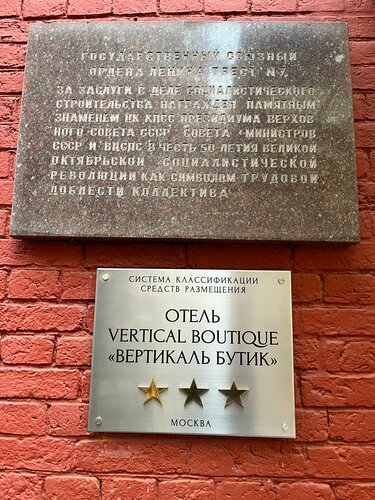 ГОСУДАРСТВЕННЫЙ СОЮЗНЫЙ
ОРДЕНА ЛЕНИНА ТРЕСТ №7
ЗА ЗАСЛУГИ В ДЕЛЕ СОЦИАЛИСТИЧЕСКОГО
СТРОИТЕЛЬСТВА НАГРАЖДЕН ПАМЯТНЫМ
ЗНАМЕНЕМ ЦК КПСС ПРЕЗИДИУМА ВЕРХОВ
НОГО СОВЕТА СССР СОВЕТА МИНИСТРОВ
СССР И ВЦСПС В ЧЕСТЬ 50-ЛЕТИЯ ВЕЛИКОЙ
ОКТЯБРЬСКОЙ СОЦИАЛИСТИЧЕСКОЙ
РЕВОЛЮЦИИ КАК СИМВОЛОМ ТРУДОВОЙ
ДОБЛЕСТИ КОЛЛЕКТИВА
СИСТЕМА КЛАССИФИКАЦИИ
СРЕДСТВ РАЗМЕЩЕНИЯ
ОТЕЛЬ
VERTICAL BOUTIQUE
«ВЕРТИКАЛЬ БУТИК»
МОСКВА